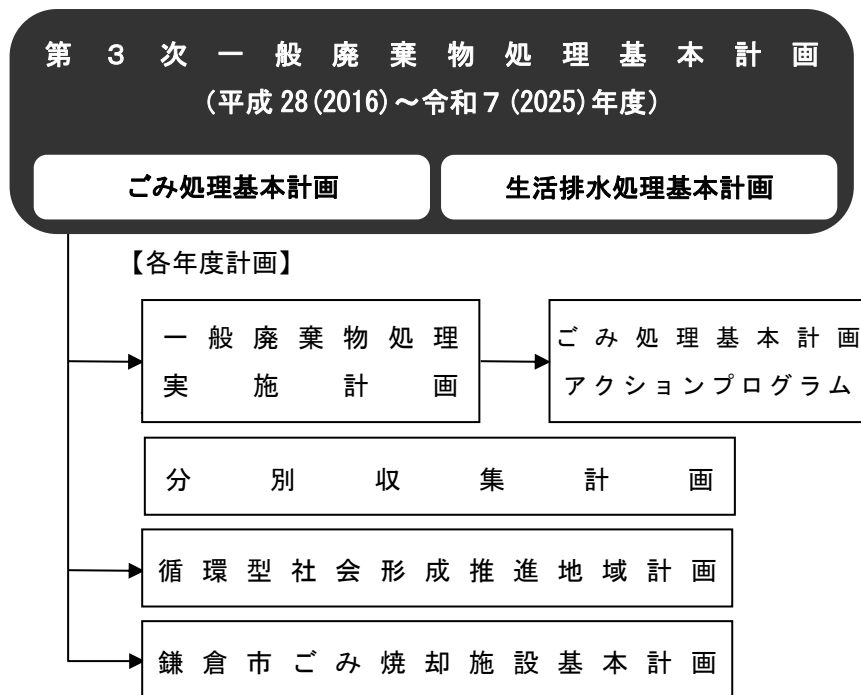 第３次一般廃棄物処理基本計画
（平成28(2016)～令和７(2025)年度）
ごみ処理基本計画
生活排水処理基本計画
【各年度計画】
一般廃棄物処理
実施計画
ごみ処理基本計画
アクションプログラム
分別収集計画
循環型社会形成推進地域計画
鎌倉市ごみ焼却施設基本計画